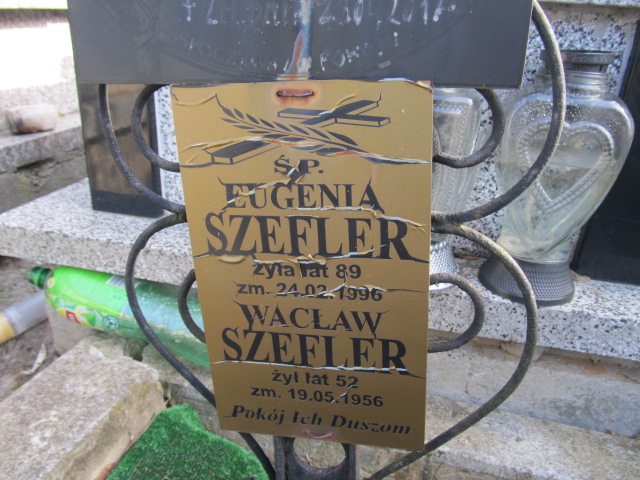 Ś.P.
EUGENIA
SZEFLER
żyła lat 89
zm. 24.02.1996
WACŁAW
SZEFLER
żył lat 52
zm. 19.05.1956
Pokój Ich Duszom